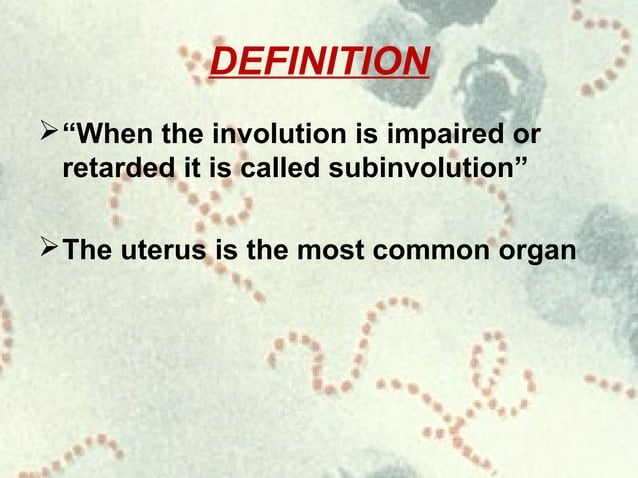 DEFINITION
➢“When the involution is impaired or
retarded it is called subinvolution”
➢The uterus is the most common organ